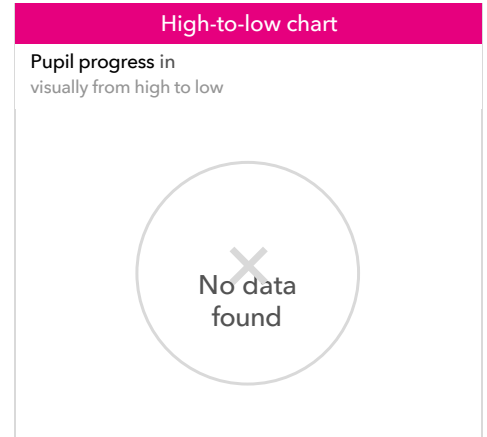 High-to-low chart
Pupil progress in
visually from high to low
No data
found